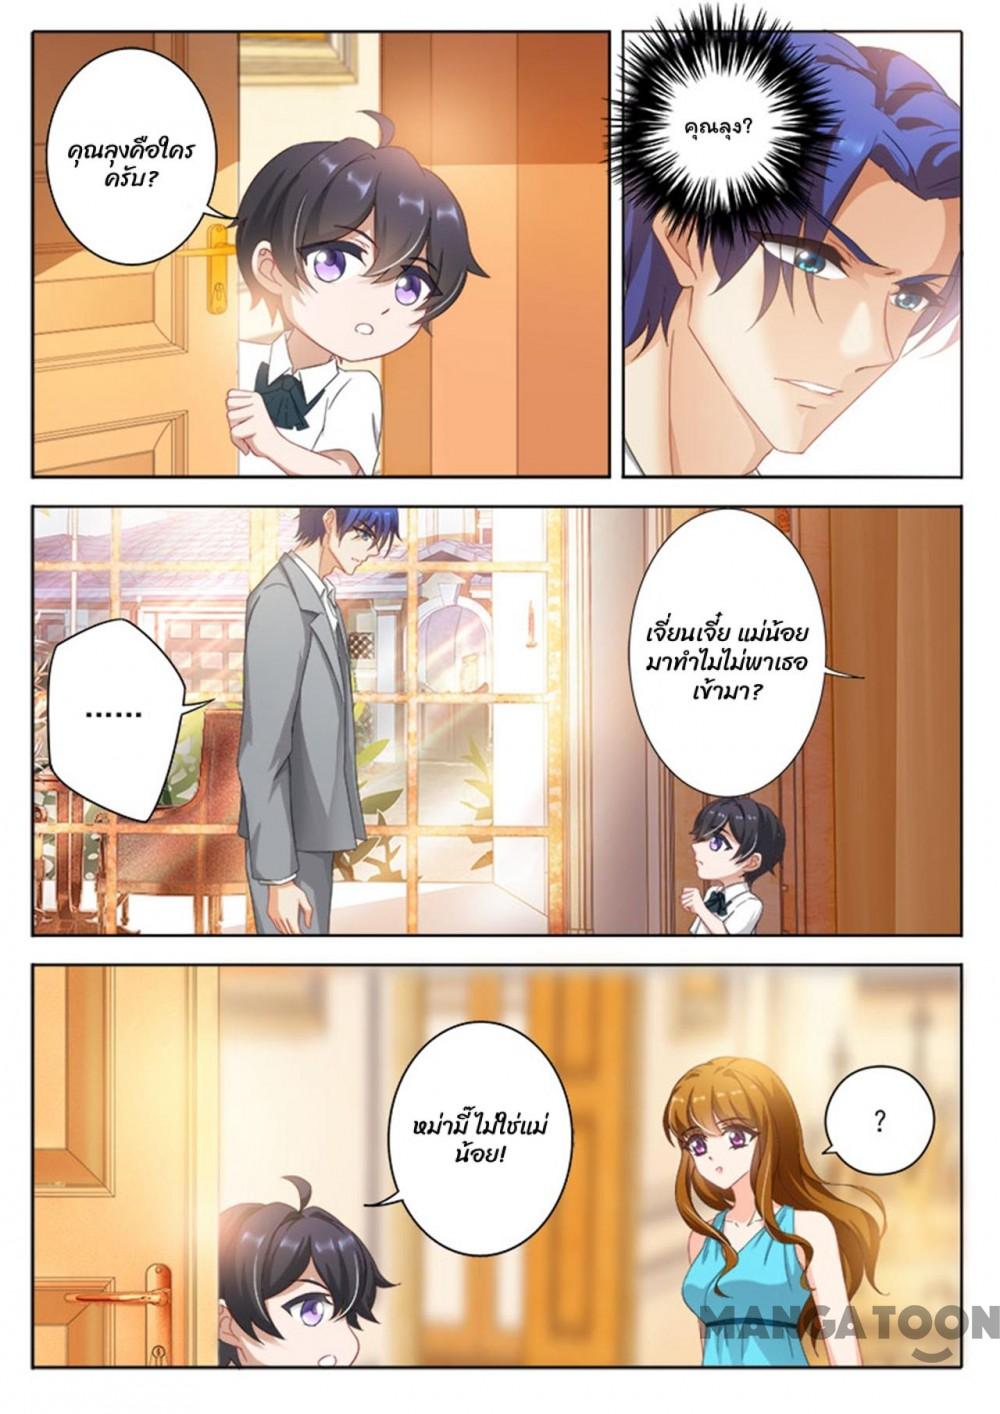 คุณลุงคือใคร
ครับ?
คุณลุง?
......
เจี่ยนเจี๋ย แม่น้อย
มาทำไมไม่พาเธอ
เข้ามา?
หม่ามี๊ ไม่ใช่แม่
น้อย!
?
MANGATOON